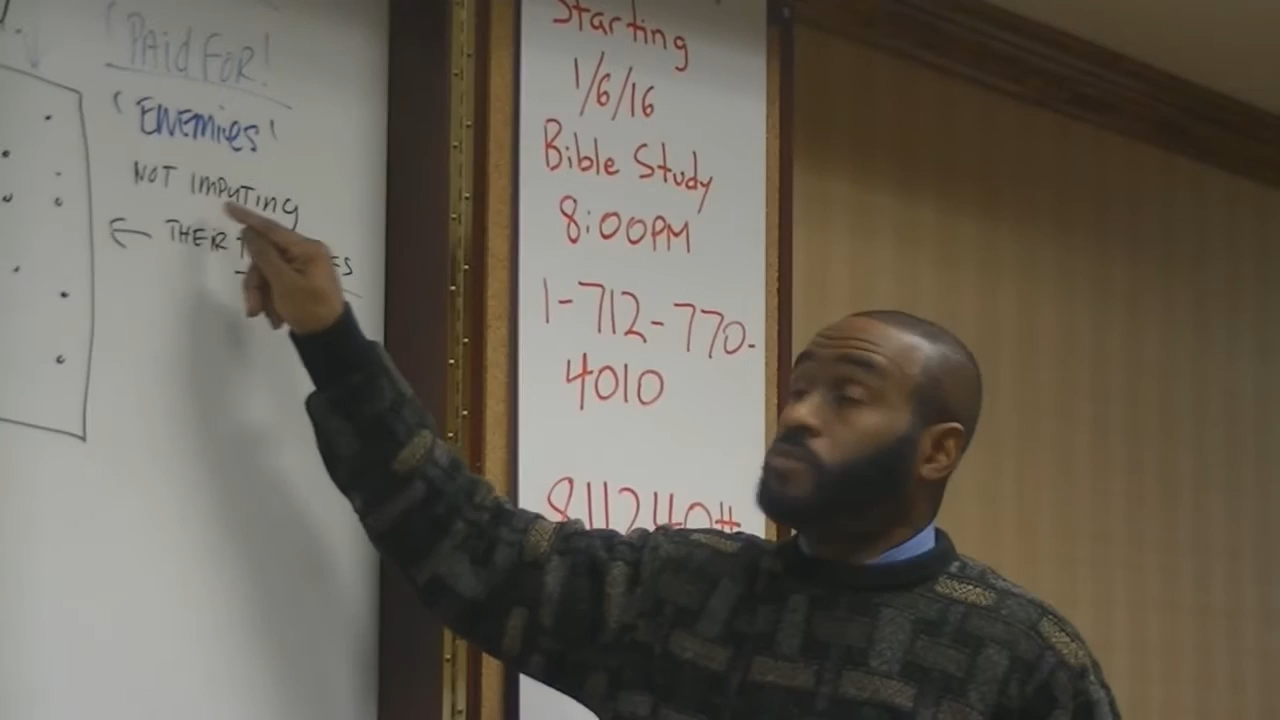 'Paid For!
'Enemies'
NOT imputing
← THEIR
Starting
1/6/16
Bible Study
8:00PM
1-712-770-
4010
811240#